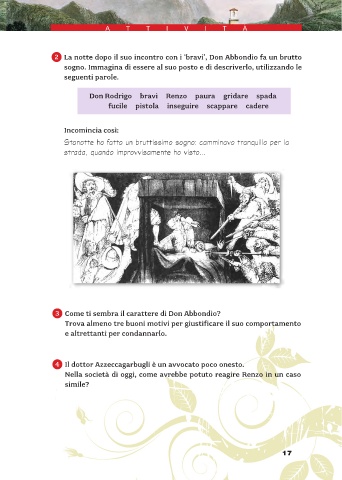 ATTIVITÀ
2 La notte dopo il suo incontro con i 'bravi', Don Abbondio fa un brutto
sogno. Immagina di essere al suo posto e di descriverlo, utilizzando le
seguenti parole.
Don Rodrigo bravi Renzo paura gridare spada
fucile pistola inseguire scappare cadere
Incomincia così:
Stanotte ho fatto un bruttissimo sogno: camminavo tranquillo per la
strada, quando improvvisamente ho visto...
3 Come ti sembra il carattere di Don Abbondio?
Trova almeno tre buoni motivi per giustificare il suo comportamento
e altrettanti per condannarlo.
4 Il dottor Azzeccagarbugli è un avvocato poco onesto.
Nella società di oggi, come avrebbe potuto reagire Renzo in un caso
simile?
17